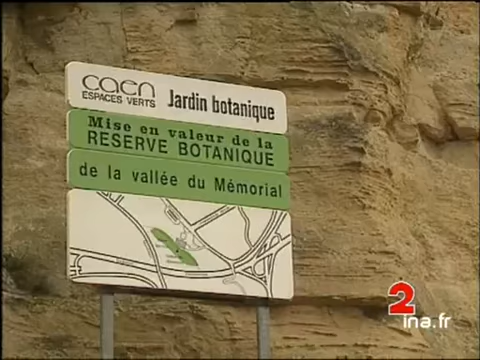 caen
ESPACES VERTS
Jardin botanique
Mise en valeur de la
RESERVE BOTANIQUE
de la vallée du Mémorial
2
ina.fr